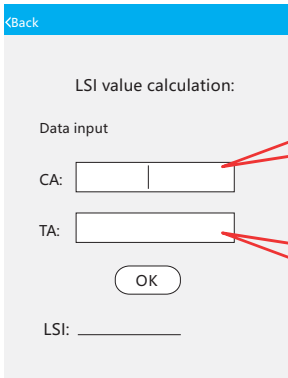 <Back
LSI value calculation:
Data input
CA:
TA:
OK
LSI: